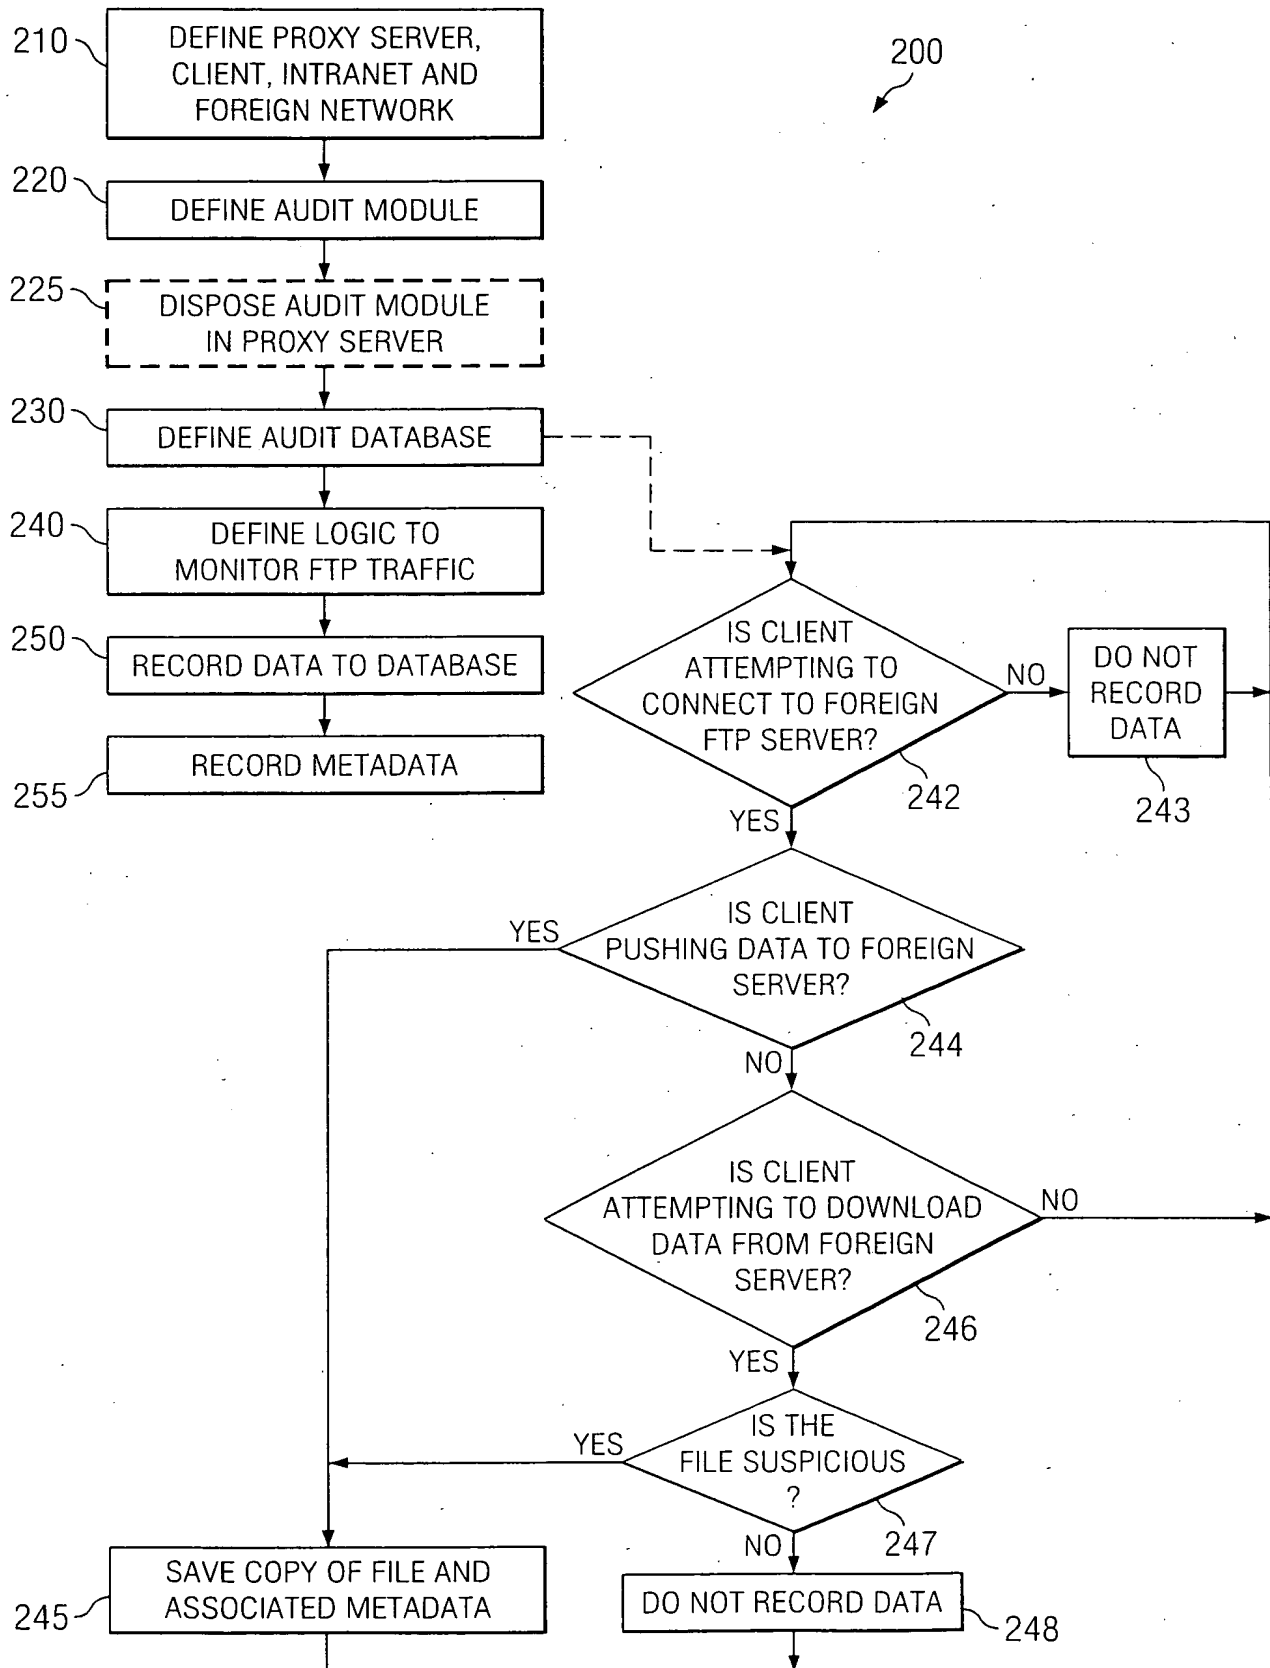 210
DEFINE PROXY SERVER,
CLIENT, INTRANET AND
FOREIGN NETWORK
200
220
DEFINE AUDIT MODULE
225
DISPOSE AUDIT MODULE
IN PROXY SERVER
230
DEFINE AUDIT DATABASE
240
DEFINE LOGIC TO
MONITOR FTP TRAFFIC
250
RECORD DATA TO DATABASE
255
RECORD METADATA
IS CLIENT
ATTEMPTING TO
CONNECT TO FOREIGN
FTP SERVER?
242
NO
DO NOT
RECORD
DATA
243
YES
IS CLIENT
PUSHING DATA TO FOREIGN
SERVER?
244
YES
NO
IS CLIENT
ATTEMPTING TO DOWNLOAD
DATA FROM FOREIGN
SERVER?
246
NO
YES
IS THE
FILE SUSPICIOUS
?
247
YES
NO
245
SAVE COPY OF FILE AND
ASSOCIATED METADATA
DO NOT RECORD DATA
248